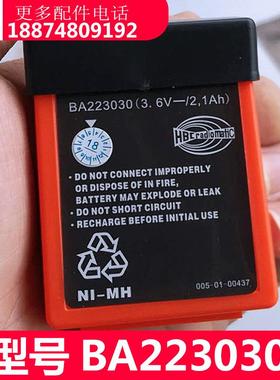 更多配件电话
18874809192
BA223030(3.6V⎓/2,1Ah)
18
HBC radiomatic
• DO NOT CONNECT IMPROPERLY
OR DISPOSE OF IN FIRE,
BATTERY MAY EXPLODE OR LEAK
• DO NOT SHORT CIRCUIT
• RECHARGE BEFORE INITIAL USE
NI-MH
005-01-00437
型号 BA223030